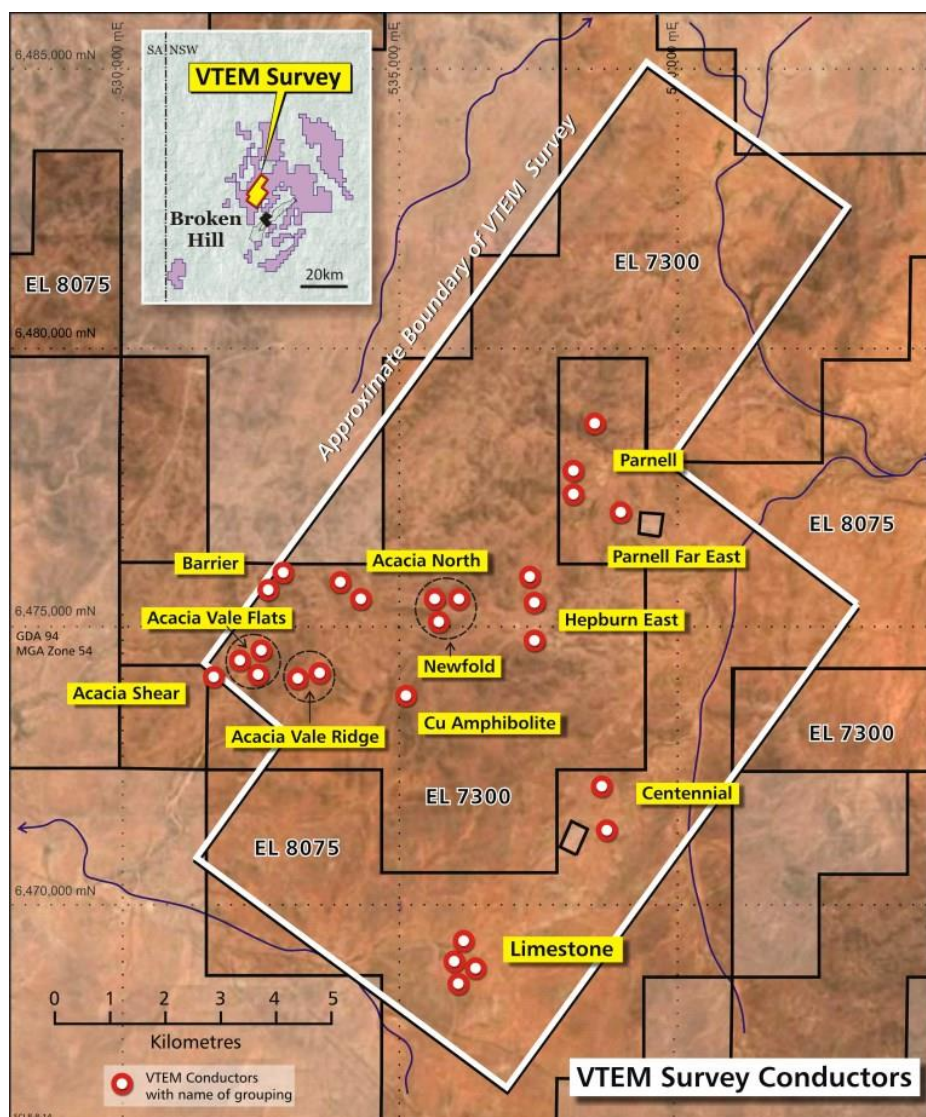 6,485,000 mN
530,000 mE
535,000 mE
SA
NSW
VTEM Survey
Broken
Hill
20km
Approximate Boundary of VTEM Survey
EL 7300
EL 8075
6,480,000 mN
Parnell
EL 8075
Parnell Far East
Barrier
Acacia North
Acacia Vale Flats
6,475,000 mN
GDA 94
MGA Zone 54
Hepburn East
Newfold
Acacia Shear
Acacia Vale Ridge
Cu Amphibolite
EL 7300
EL 7300
Centennial
EL 8075
6,470,000 mN
Limestone
0 1 2 3 4 5
Kilometres
VTEM Conductors
with name of grouping
VTEM Survey Conductors